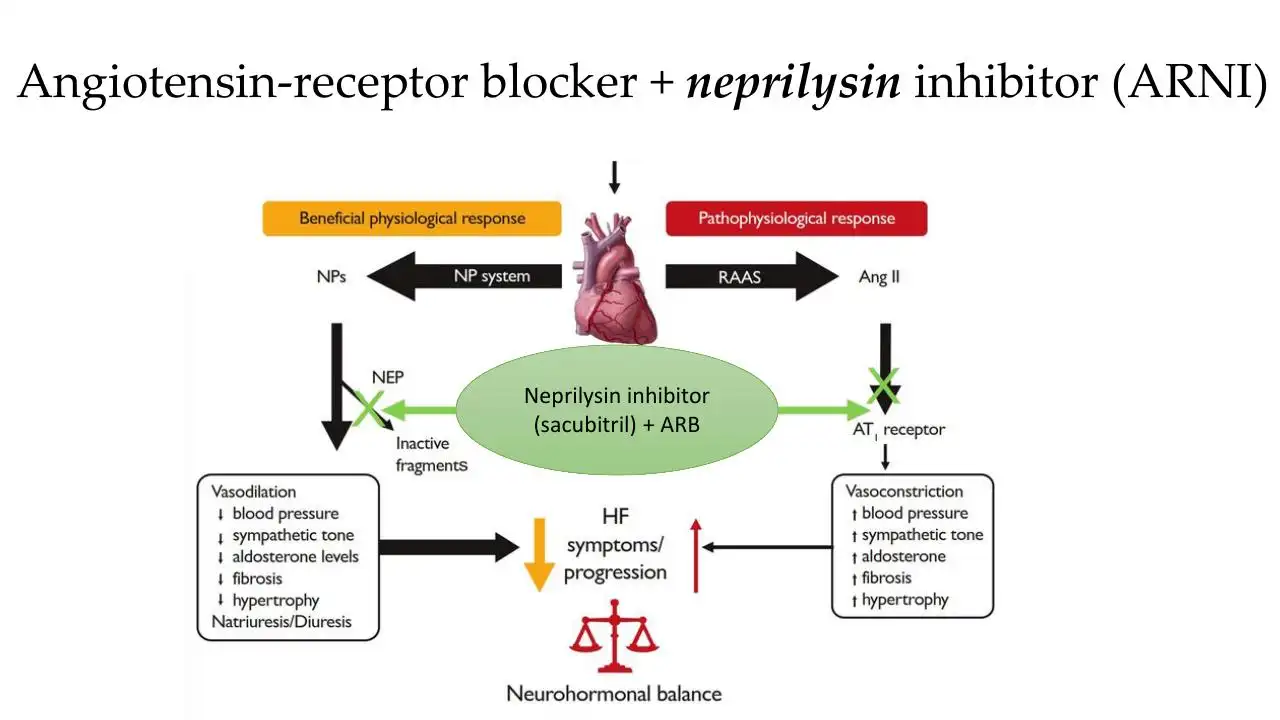 Angiotensin-receptor blocker + neprilysin inhibitor (ARNI)
Beneficial physiological response
Pathophysiological response
NPs
NP system
RAAS
Ang II
NEP
Inactive
fragments
Neprilysin inhibitor
(sacubitril) + ARB
AT₁ receptor
Vasodilation
↓ blood pressure
↓ sympathetic tone
↓ aldosterone levels
↓ fibrosis
↓ hypertrophy
Natriuresis/Diuresis
HF
symptoms/
progression
Vasoconstriction
↑ blood pressure
↑ sympathetic tone
↑ aldosterone
↑ fibrosis
↑ hypertrophy
Neurohormonal balance